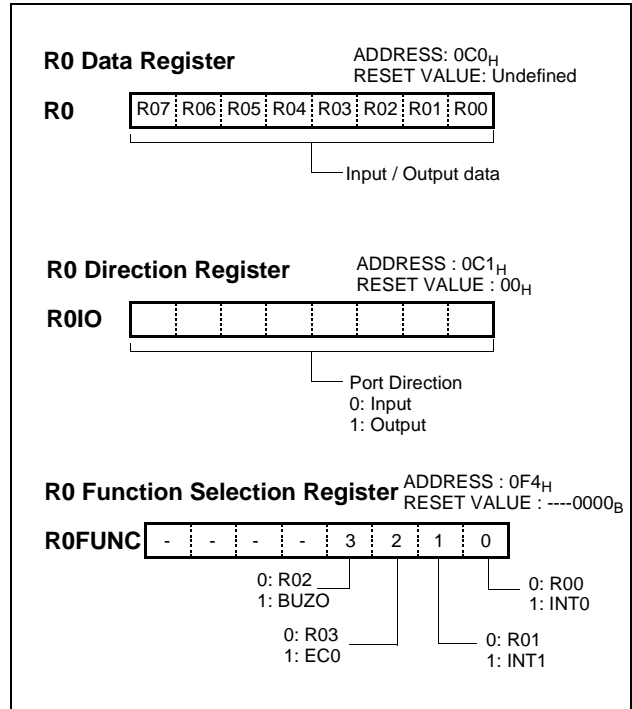 R0 Data Register
ADDRESS: 0C0H
RESET VALUE: Undefined
R0
R07 R06 R05 R04 R03 R02 R01 R00
Input / Output data
R0 Direction Register
ADDRESS : 0C1H
RESET VALUE : 00H
R0IO
Port Direction
0: Input
1: Output
R0 Function Selection Register
ADDRESS : 0F4H
RESET VALUE : ----0000B
R0FUNC
- - - - 3 2 1 0
0: R02
1: BUZO
0: R00
1: INT0
0: R03
1: EC0
0: R01
1: INT1